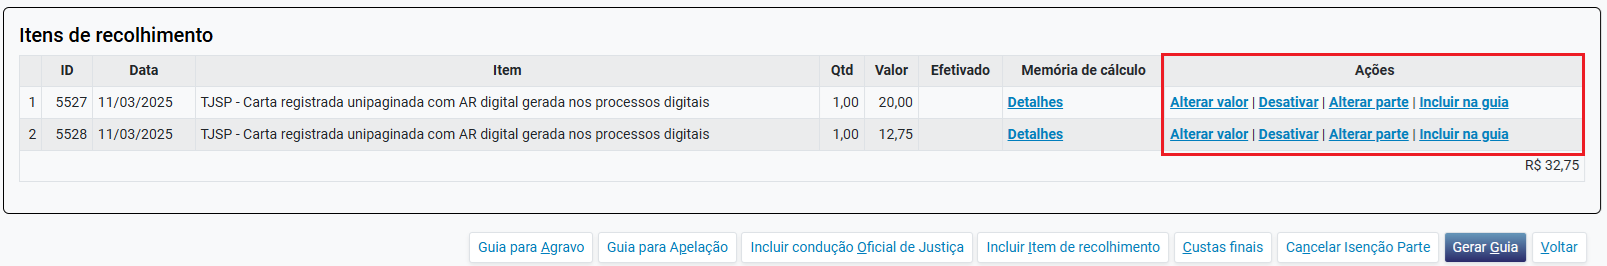 Itens de recolhimento
ID Data Item Qtd Valor Efetivado Memória de cálculo Ações
1 5527 11/03/2025 TJSP - Carta registrada unipaginada com AR digital gerada nos processos digitais 1,00 20,00 Detalhes Alterar valor | Desativar | Alterar parte | Incluir na guia
2 5528 11/03/2025 TJSP - Carta registrada unipaginada com AR digital gerada nos processos digitais 1,00 12,75 Detalhes Alterar valor | Desativar | Alterar parte | Incluir na guia
R$ 32,75
Guia para Agravo Guia para Apelação Incluir condução Oficial de Justiça Incluir Item de recolhimento Custas finais Cancelar Isenção Parte Gerar Guia Voltar